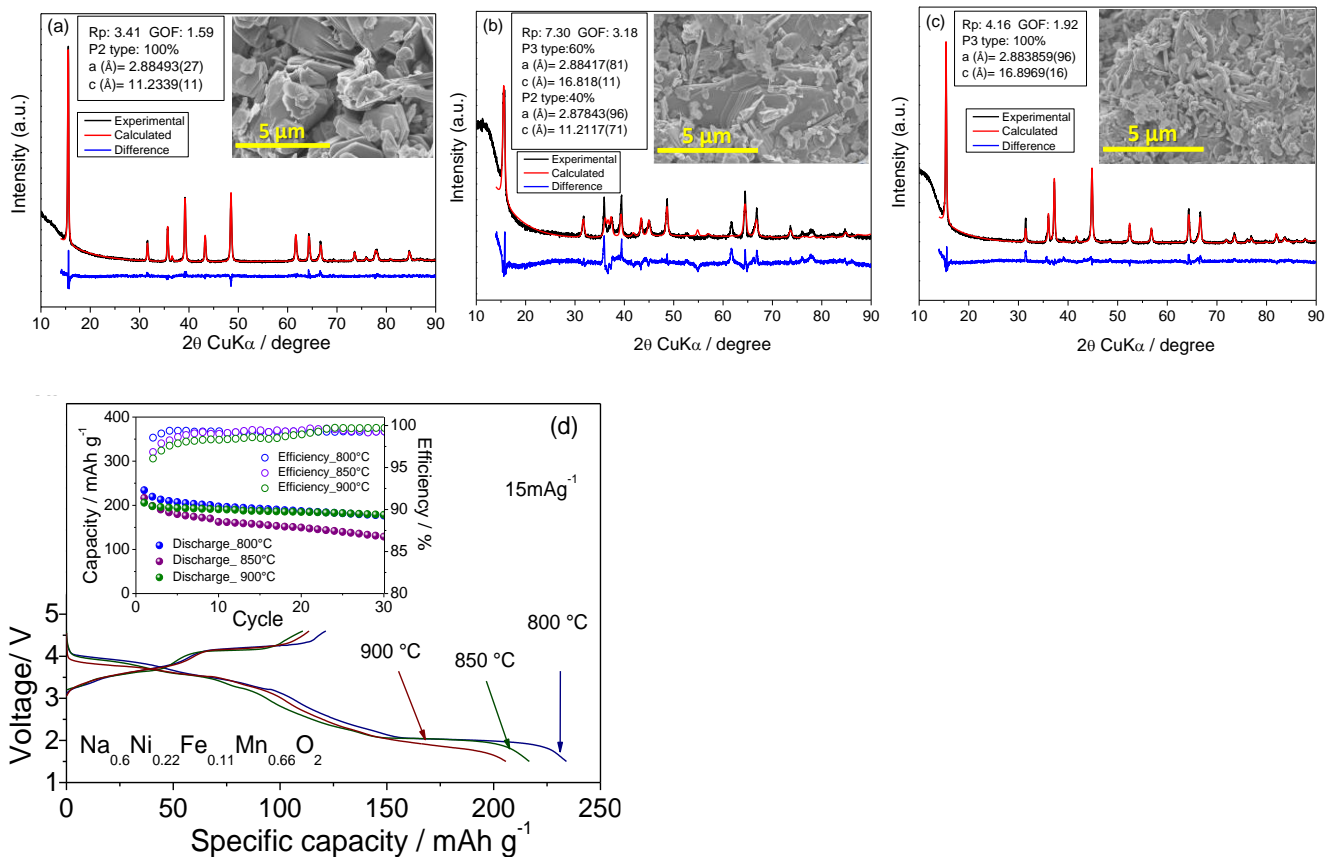 (a)
Rp: 3.41 GOF: 1.59
P2 type: 100%
a (Å)= 2.88493(27)
c (Å)= 11.2339(11)
Experimental
Calculated
Difference
5 µm
Intensity (a.u.)
10 20 30 40 50 60 70 80 90
2θ CuKα / degree
(b)
Rp: 7.30 GOF: 3.18
P3 type:60%
a (Å)= 2.88417(81)
c (Å)= 16.818(11)
P2 type:40%
a (Å)= 2.87843(96)
c (Å)= 11.2117(71)
Experimental
Calculated
Difference
5 µm
Intensity (a.u.)
10 20 30 40 50 60 70 80 90
2θ CuKα / degree
(c)
Rp: 4.16 GOF: 1.92
P3 type: 100%
a (Å)= 2.883859(96)
c (Å)= 16.8969(16)
Experimental
Calculated
Difference
5 µm
Intensity (a.u.)
10 20 30 40 50 60 70 80 90
2θ CuKα / degree
(d)
15mAg⁻¹
400
350
300
250
200
150
100
50
0
Capacity / mAh g⁻¹
100
95
90
85
80
Efficiency / %
Efficiency_800°C
Efficiency_850°C
Efficiency_900°C
Discharge_800°C
Discharge_ 850°C
Discharge_ 900°C
0 10 20 30
Cycle
5
4
3
2
1
Voltage/ V
900 °C
850 °C
800 °C
Na₀.₆Ni₀.₂₂Fe₀.₁₁Mn₀.₆₆O₂
0 50 100 150 200 250
Specific capacity / mAh g⁻¹